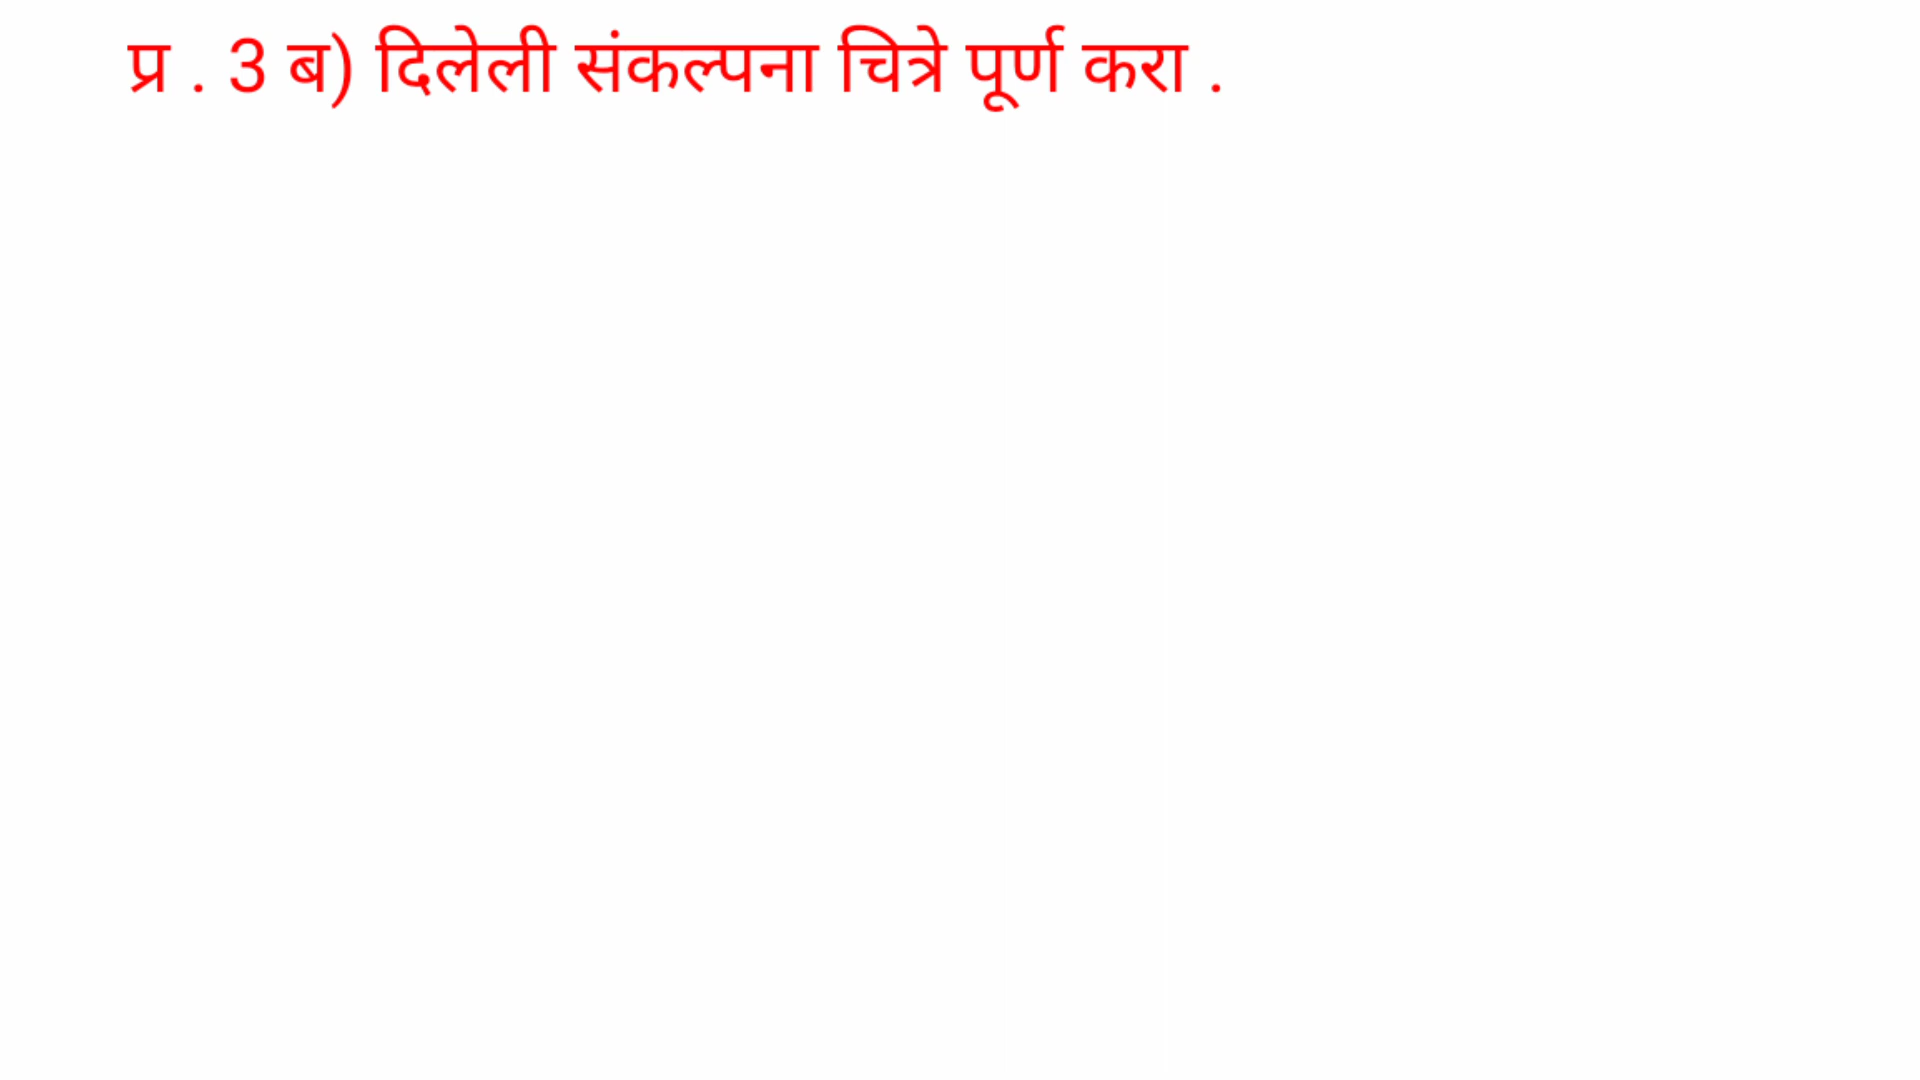 प्र . 3 ब) दिलेली संकल्पना चित्रे पूर्ण करा .